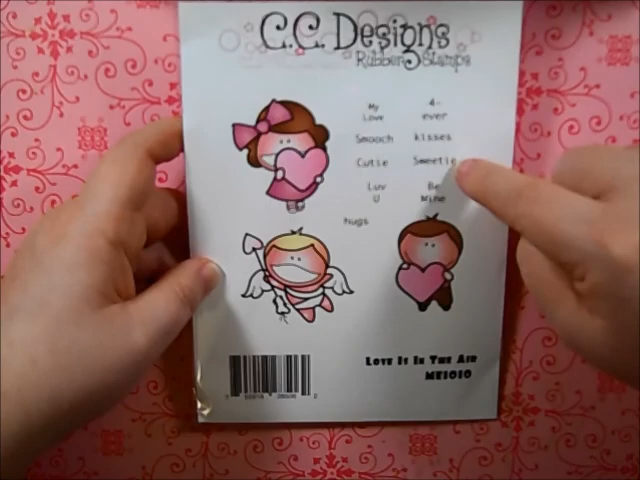 C.C. Designs
Rubber Stamps
My
Love
4-
ever
Smooch
kisses
Cutie
Sweetie
Luv
U
Be
Mine
hugs
Love Is In The Air
ME1010